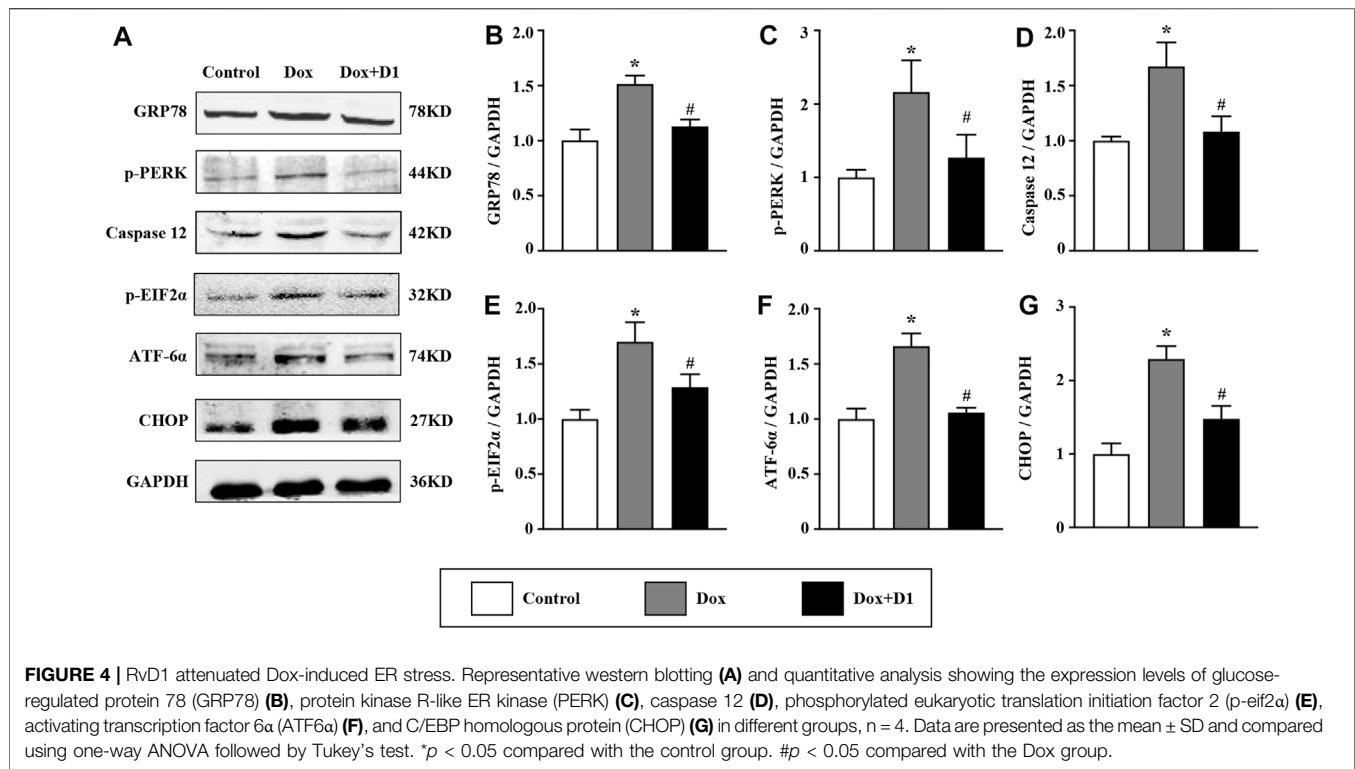 A
Control Dox Dox+D1
GRP78 78KD
p-PERK 44KD
Caspase 12 42KD
p-EIF2α 32KD
ATF-6α 74KD
CHOP 27KD
GAPDH 36KD
B
GRP78 / GAPDH
2.0
1.5
1.0
0.5
0
*
#
C
p-PERK / GAPDH
3
2
1
0
*
#
D
Caspase 12 / GAPDH
2.0
1.5
1.0
0.5
0
*
#
E
p-EIF2α / GAPDH
2.0
1.5
1.0
0.5
0
*
#
F
ATF-6α / GAPDH
2.0
1.5
1.0
0.5
0
*
#
G
CHOP / GAPDH
3
2
1
0
*
#
Control Dox Dox+D1
FIGURE 4 | RvD1 attenuated Dox-induced ER stress. Representative western blotting (A) and quantitative analysis showing the expression levels of glucose-
regulated protein 78 (GRP78) (B), protein kinase R-like ER kinase (PERK) (C), caspase 12 (D), phosphorylated eukaryotic translation initiation factor 2 (p-eif2α) (E),
activating transcription factor 6α (ATF6α) (F), and C/EBP homologous protein (CHOP) (G) in different groups, n = 4. Data are presented as the mean ± SD and compared
using one-way ANOVA followed by Tukey's test. *p < 0.05 compared with the control group. #p < 0.05 compared with the Dox group.